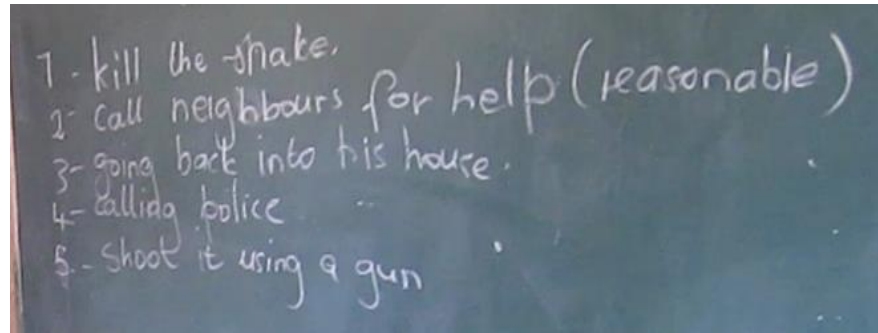 1 - kill the snake.
2- Call neighbours for help (reasonable)
3- going back into his house.
4- calling police
5.- Shoot it using a gun